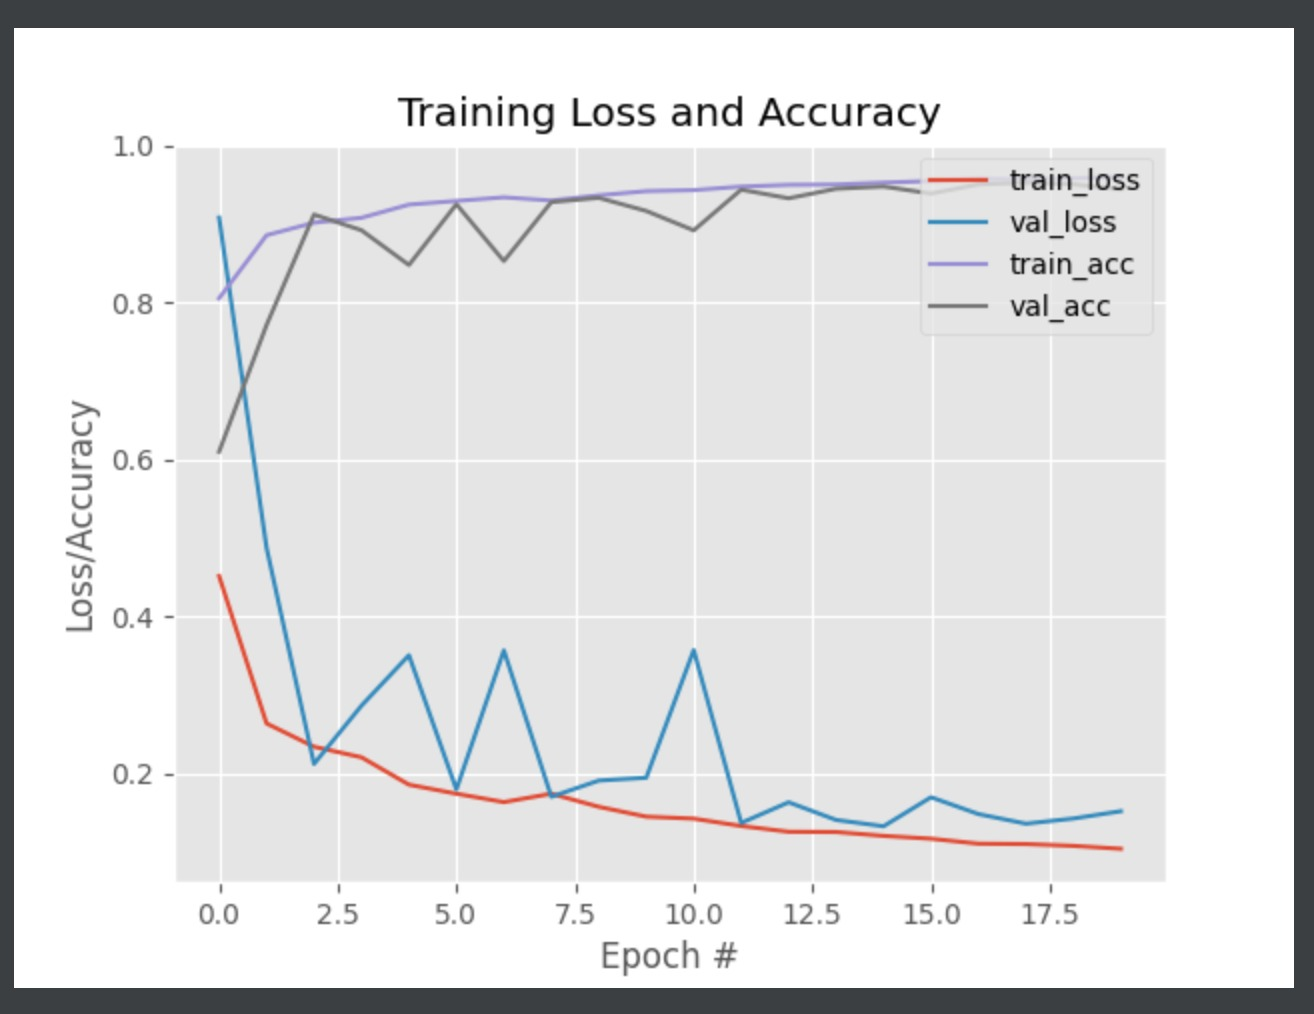 Training Loss and Accuracy
1.0
0.8
0.6
0.4
0.2
Loss/Accuracy
train_loss
val_loss
train_acc
val_acc
0.0 2.5 5.0 7.5 10.0 12.5 15.0 17.5
Epoch #